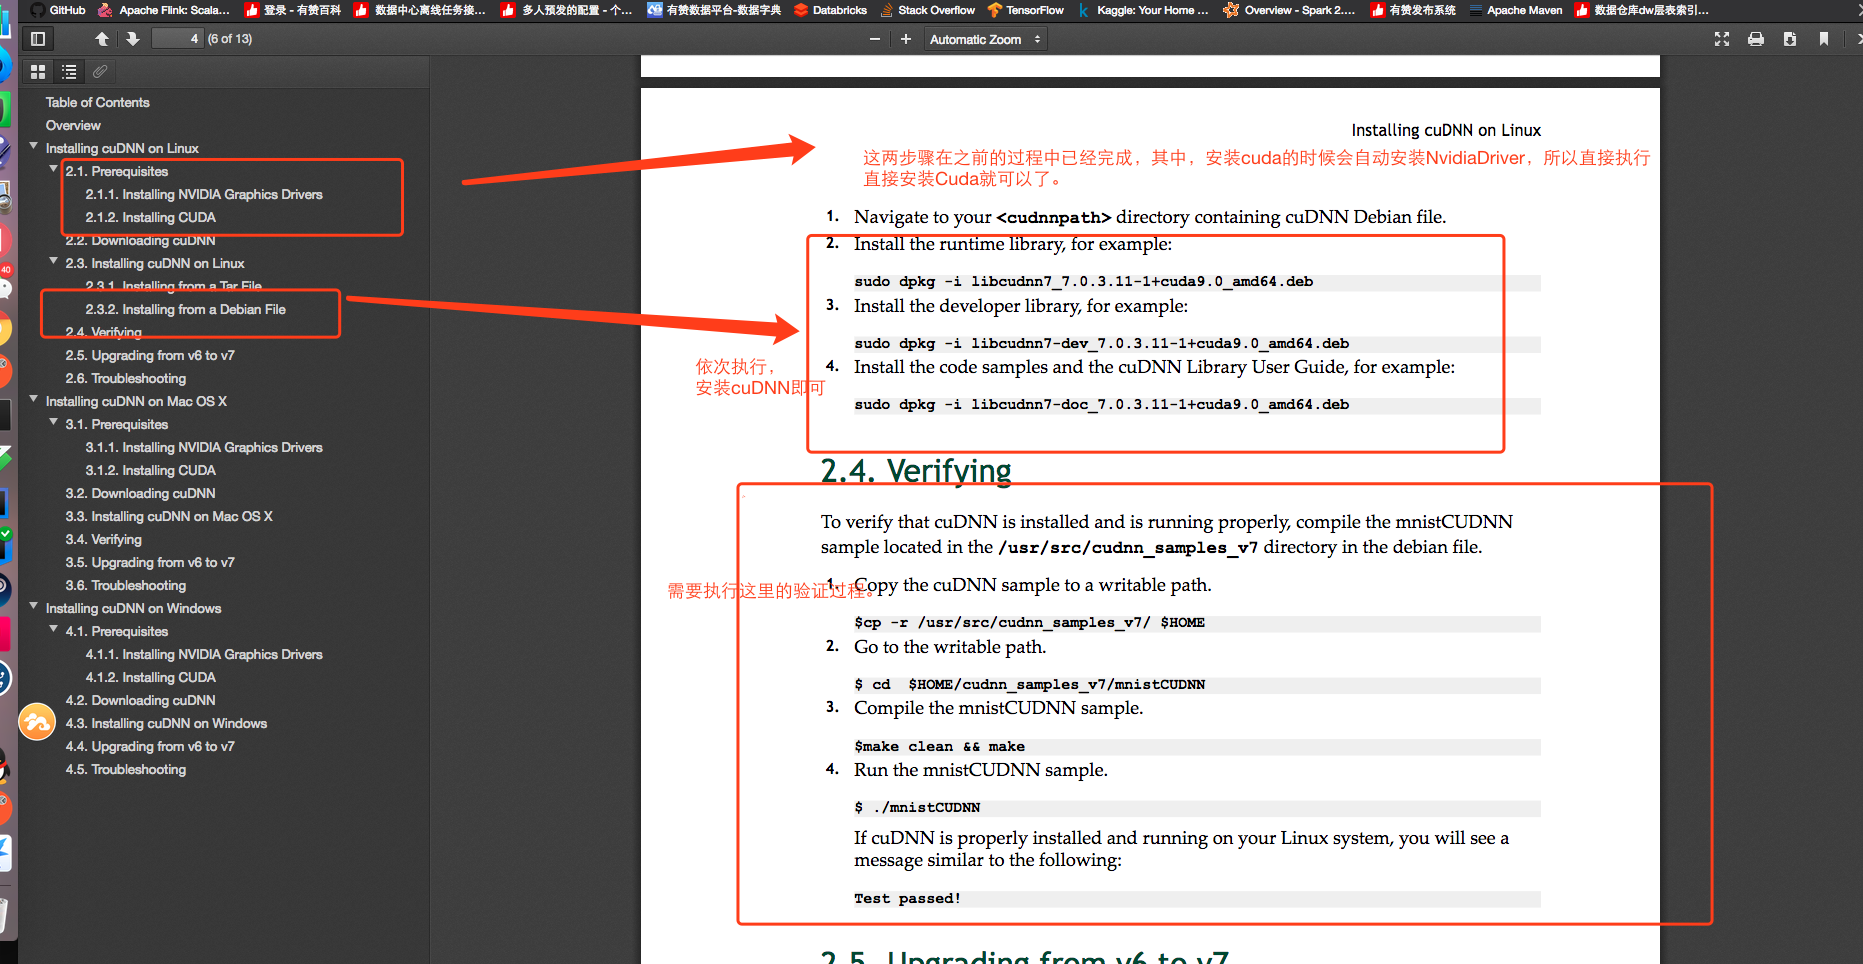 GitHub
Apache Flink: Scala...
登录 - 有赞百科
数据中心离线任务接...
多人预发的配置 - 个...
有赞数据平台-数据字典
Databricks
Stack Overflow
TensorFlow
Kaggle: Your Home ...
Overview - Spark 2....
有赞发布系统
Apache Maven
数据仓库dw层表索引...
4 (6 of 13)
Automatic Zoom
Table of Contents
Overview
Installing cuDNN on Linux
2.1. Prerequisites
2.1.1. Installing NVIDIA Graphics Drivers
2.1.2. Installing CUDA
2.2. Downloading cuDNN
2.3. Installing cuDNN on Linux
2.3.1. Installing from a Tar File
2.3.2. Installing from a Debian File
2.4. Verifying
2.5. Upgrading from v6 to v7
2.6. Troubleshooting
Installing cuDNN on Mac OS X
3.1. Prerequisites
3.1.1. Installing NVIDIA Graphics Drivers
3.1.2. Installing CUDA
3.2. Downloading cuDNN
3.3. Installing cuDNN on Mac OS X
3.4. Verifying
3.5. Upgrading from v6 to v7
3.6. Troubleshooting
Installing cuDNN on Windows
4.1. Prerequisites
4.1.1. Installing NVIDIA Graphics Drivers
4.1.2. Installing CUDA
4.2. Downloading cuDNN
4.3. Installing cuDNN on Windows
4.4. Upgrading from v6 to v7
4.5. Troubleshooting
40
Installing cuDNN on Linux
这两步骤在之前的过程中已经完成，其中，安装cuda的时候会自动安装NvidiaDriver，所以直接执行
直接安装Cuda就可以了。
1. Navigate to your <cudnnpath> directory containing cuDNN Debian file.
2. Install the runtime library, for example:
sudo dpkg -i libcudnn7_7.0.3.11-1+cuda9.0_amd64.deb
3. Install the developer library, for example:
sudo dpkg -i libcudnn7-dev_7.0.3.11-1+cuda9.0_amd64.deb
依次执行，
安装cuDNN即可
4. Install the code samples and the cuDNN Library User Guide, for example:
sudo dpkg -i libcudnn7-doc_7.0.3.11-1+cuda9.0_amd64.deb
2.4. Verifying
To verify that cuDNN is installed and is running properly, compile the mnistCUDNN
sample located in the /usr/src/cudnn_samples_v7 directory in the debian file.
需要执行这里的验证过程。
1. Copy the cuDNN sample to a writable path.
$cp -r /usr/src/cudnn_samples_v7/ $HOME
2. Go to the writable path.
$ cd  $HOME/cudnn_samples_v7/mnistCUDNN
3. Compile the mnistCUDNN sample.
$make clean && make
4. Run the mnistCUDNN sample.
$ ./mnistCUDNN
If cuDNN is properly installed and running on your Linux system, you will see a
message similar to the following:
Test passed!
2.5. Upgrading from v6 to v7